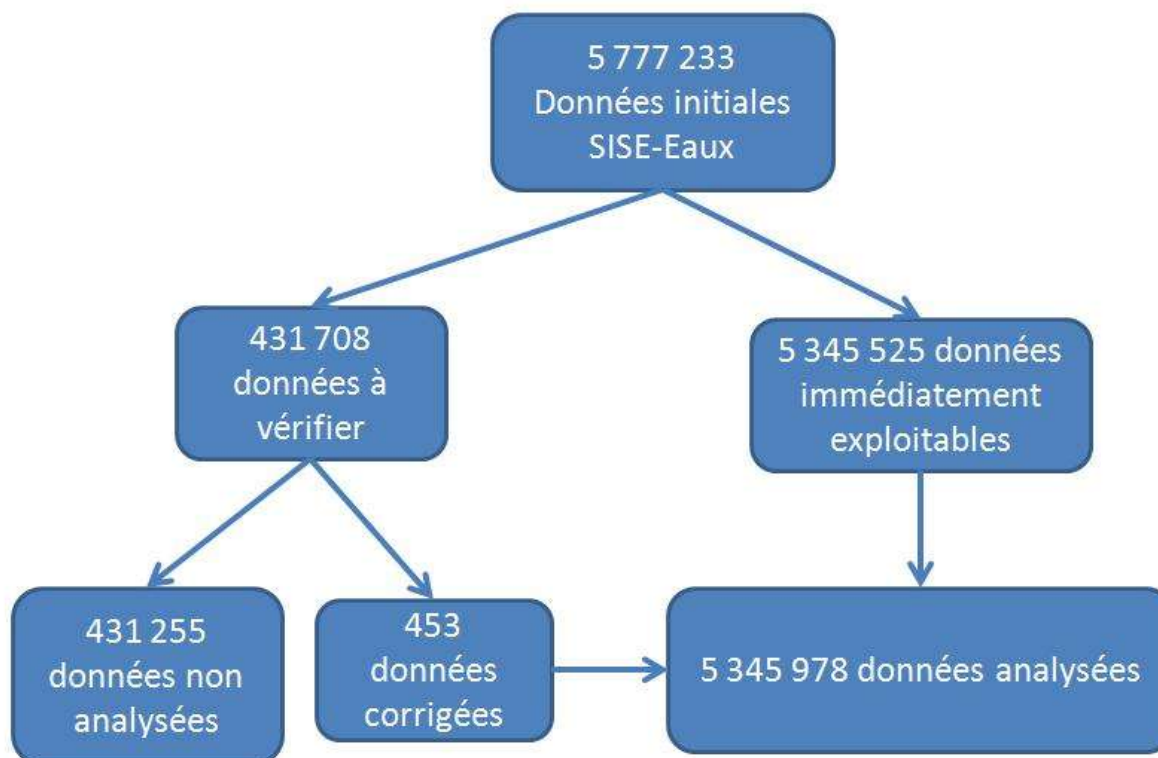 5 777 233
Données initiales
SISE-Eaux
431 708
données à
vérifier
5 345 525 données
immédiatement
exploitables
431 255
données non
analysées
453
données
corrigées
5 345 978 données analysées